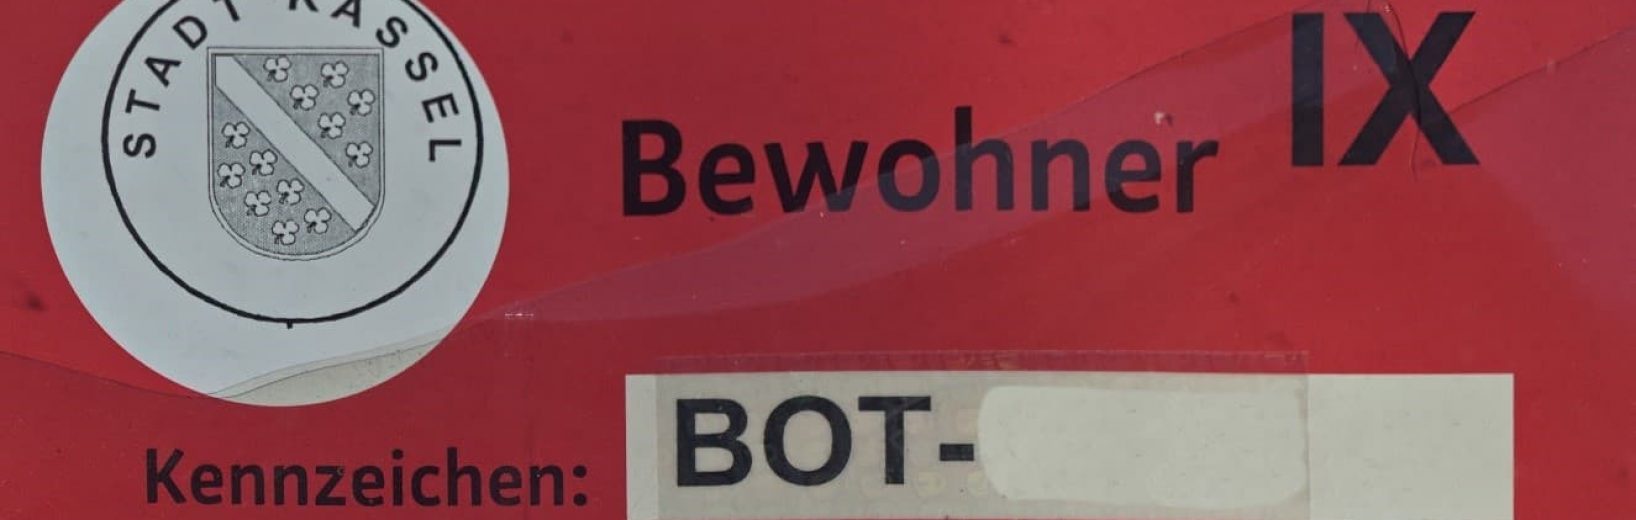 STADT KASSEL
Bewohner IX
Kennzeichen: BOT-